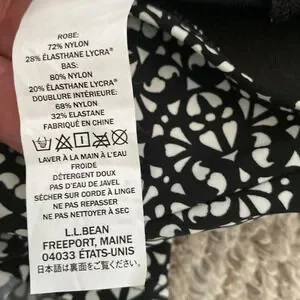 ROBE:
72% NYLON
28% ÉLASTHANE LYCRA®
BAS:
80% NYLON
20% ÉLASTHANE LYCRA®
DOUBLURE INTÉRIEURE:
68% NYLON
32% ELASTANE
FABRIQUÉ EN CHINE
LAVER À LA MAIN À L'EAU
FROIDE
DÉTERGENT DOUX
PAS D'EAU DE JAVEL
SÉCHER SUR CORDE À LINGE
NE PAS REPASSER
NE PAS NETTOYER À SEC
L.L.BEAN
FREEPORT, MAINE
04033 ÉTATS-UNIS
日本語は裏面をご覧ください